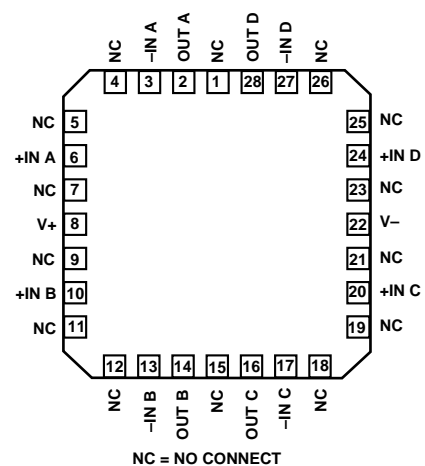 NC
–IN A
OUT A
NC
OUT D
–IN D
NC
4
3
2
1
28
27
26
NC 5
25 NC
+IN A 6
24 +IN D
NC 7
23 NC
V+ 8
22 V–
NC 9
21 NC
+IN B 10
20 +IN C
NC 11
19 NC
12
13
14
15
16
17
18
NC
–IN B
OUT B
NC
OUT C
–IN C
NC
NC = NO CONNECT